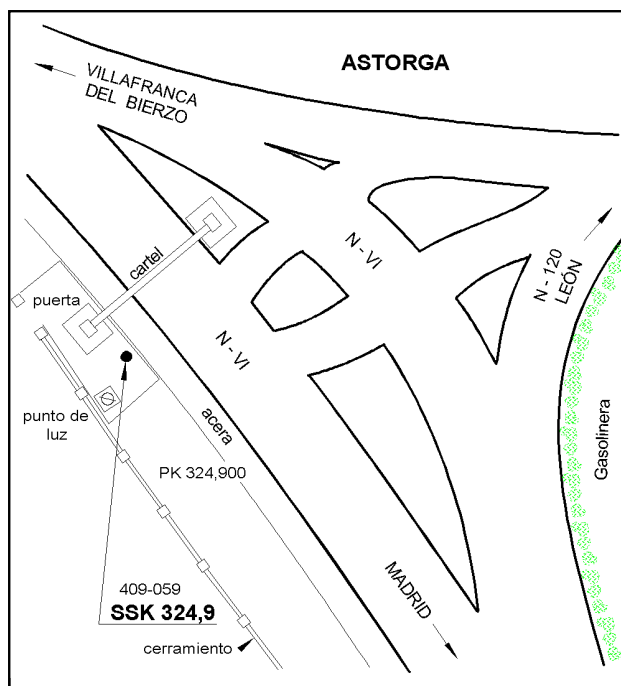 ASTORGA
VILLAFRANCA
DEL BIERZO
N - VI
N - 120
LEÓN
cartel
puerta
N - VI
Gasolinera
acera
punto de
luz
PK 324,900
MADRID
409-059
SSK 324,9
cerramiento